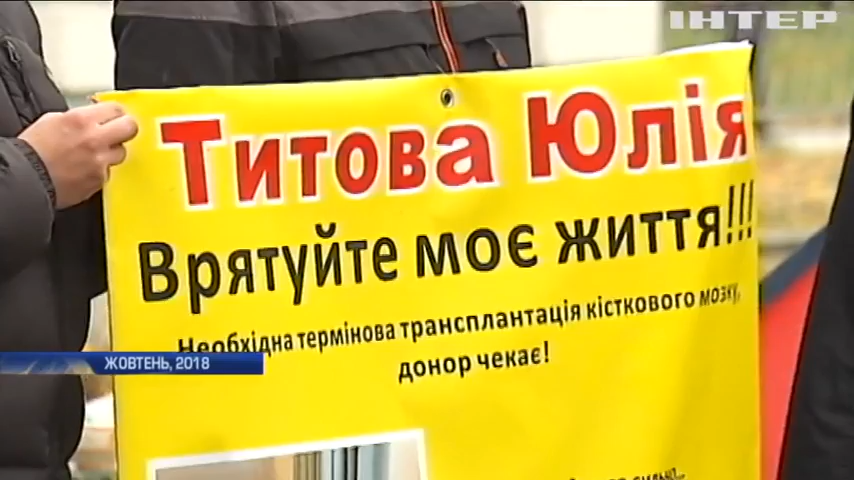 ІНТЕР
Титова Юлія
Врятуйте моє життя!!!
Необхідна термінова трансплантація кісткового мозку,
донор чекає!
ЖОВТЕНЬ, 2018